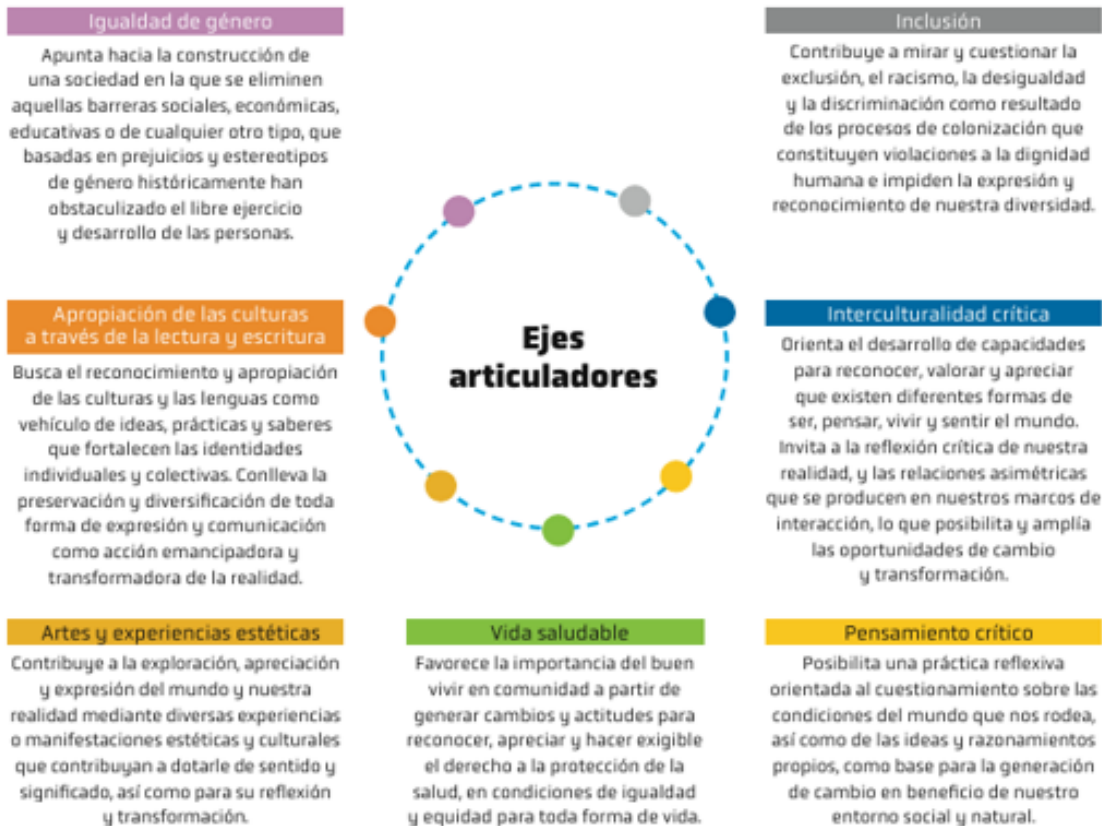 Igualdad de género
Apunta hacia la construcción de
una sociedad en la que se eliminen
aquellas barreras sociales, económicas,
educativas o de cualquier otro tipo, que
basadas en prejuicios y estereotipos
de género históricamente han
obstaculizado el libre ejercicio
y desarrollo de las personas.
Inclusión
Contribuye a mirar y cuestionar la
exclusión, el racismo, la desigualdad
y la discriminación como resultado
de los procesos de colonización que
constituyen violaciones a la dignidad
humana e impiden la expresión y
reconocimiento de nuestra diversidad.
Apropiación de las culturas
a través de la lectura y escritura
Busca el reconocimiento y apropiación
de las culturas y las lenguas como
vehículo de ideas, prácticas y saberes
que fortalecen las identidades
individuales y colectivas. Conlleva la
preservación y diversificación de toda
forma de expresión y comunicación
como acción emancipadora y
transformadora de la realidad.
Ejes
articuladores
Interculturalidad crítica
Orienta el desarrollo de capacidades
para reconocer, valorar y apreciar
que existen diferentes formas de
ser, pensar, vivir y sentir el mundo.
Invita a la reflexión crítica de nuestra
realidad, y las relaciones asimétricas
que se producen en nuestros marcos de
interacción, lo que posibilita y amplía
las oportunidades de cambio
y transformación.
Artes y experiencias estéticas
Contribuye a la exploración, apreciación
y expresión del mundo y nuestra
realidad mediante diversas experiencias
o manifestaciones estéticas y culturales
que contribuyan a dotarle de sentido y
significado, así como para su reflexión
y transformación.
Vida saludable
Favorece la importancia del buen
vivir en comunidad a partir de
generar cambios y actitudes para
reconocer, apreciar y hacer exigible
el derecho a la protección de la
salud, en condiciones de igualdad
y equidad para toda forma de vida.
Pensamiento crítico
Posibilita una práctica reflexiva
orientada al cuestionamiento sobre las
condiciones del mundo que nos rodea,
así como de las ideas y razonamientos
propios, como base para la generación
de cambio en beneficio de nuestro
entorno social y natural.